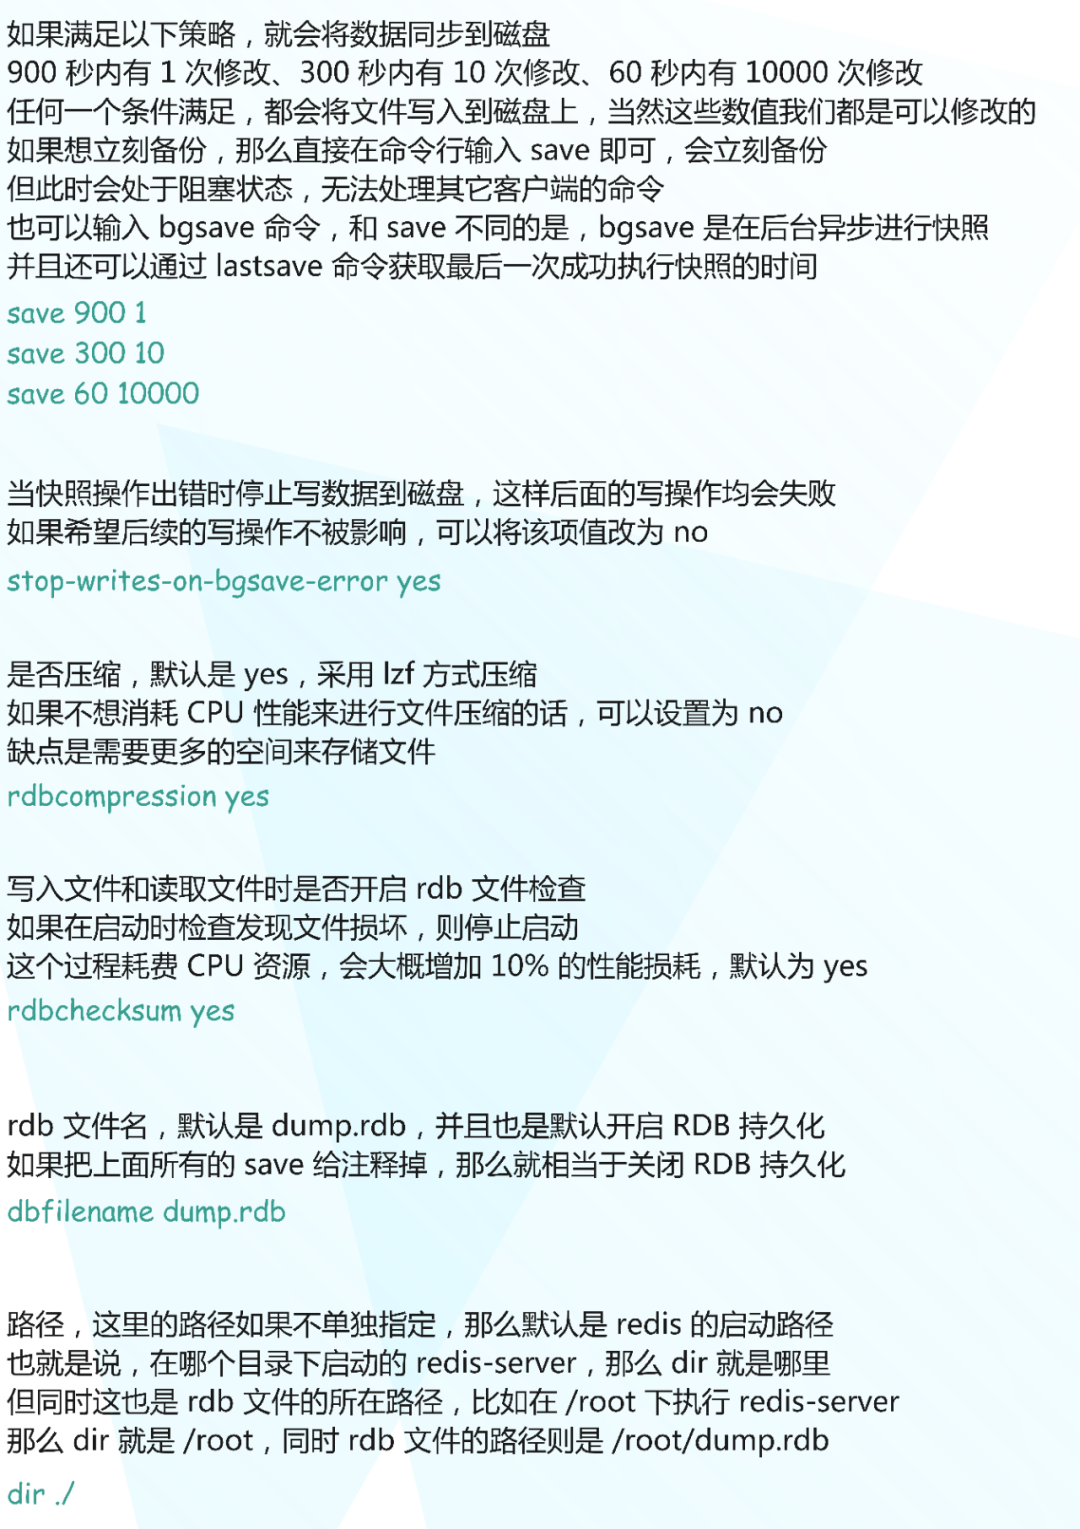 如果满足以下策略，就会将数据同步到磁盘
900 秒内有 1 次修改、300 秒内有 10 次修改、60 秒内有 10000 次修改
任何一个条件满足，都会将文件写入到磁盘上，当然这些数值我们都是可以修改的
如果想立刻备份，那么直接在命令行输入 save 即可，会立刻备份
但此时会处于阻塞状态，无法处理其它客户端的命令
也可以输入 bgsave 命令，和 save 不同的是，bgsave 是在后台异步进行快照
并且还可以通过 lastsave 命令获取最后一次成功执行快照的时间
save 900 1
save 300 10
save 60 10000
当快照操作出错时停止写数据到磁盘，这样后面的写操作均会失败
如果希望后续的写操作不被影响，可以将该项值改为 no
stop-writes-on-bgsave-error yes
是否压缩，默认是 yes，采用 lzf 方式压缩
如果不想消耗 CPU 性能来进行文件压缩的话，可以设置为 no
缺点是需要更多的空间来存储文件
rdbcompression yes
写入文件和读取文件时是否开启 rdb 文件检查
如果在启动时检查发现文件损坏，则停止启动
这个过程耗费 CPU 资源，会大概增加 10% 的性能损耗，默认为 yes
rdbchecksum yes
rdb 文件名，默认是 dump.rdb，并且也是默认开启 RDB 持久化
如果把上面所有的 save 给注释掉，那么就相当于关闭 RDB 持久化
dbfilename dump.rdb
路径，这里的路径如果不单独指定，那么默认是 redis 的启动路径
也就是说，在哪个目录下启动的 redis-server，那么 dir 就是哪里
但同时这也是 rdb 文件的所在路径，比如在 /root 下执行 redis-server
那么 dir 就是 /root，同时 rdb 文件的路径则是 /root/dump.rdb
dir ./